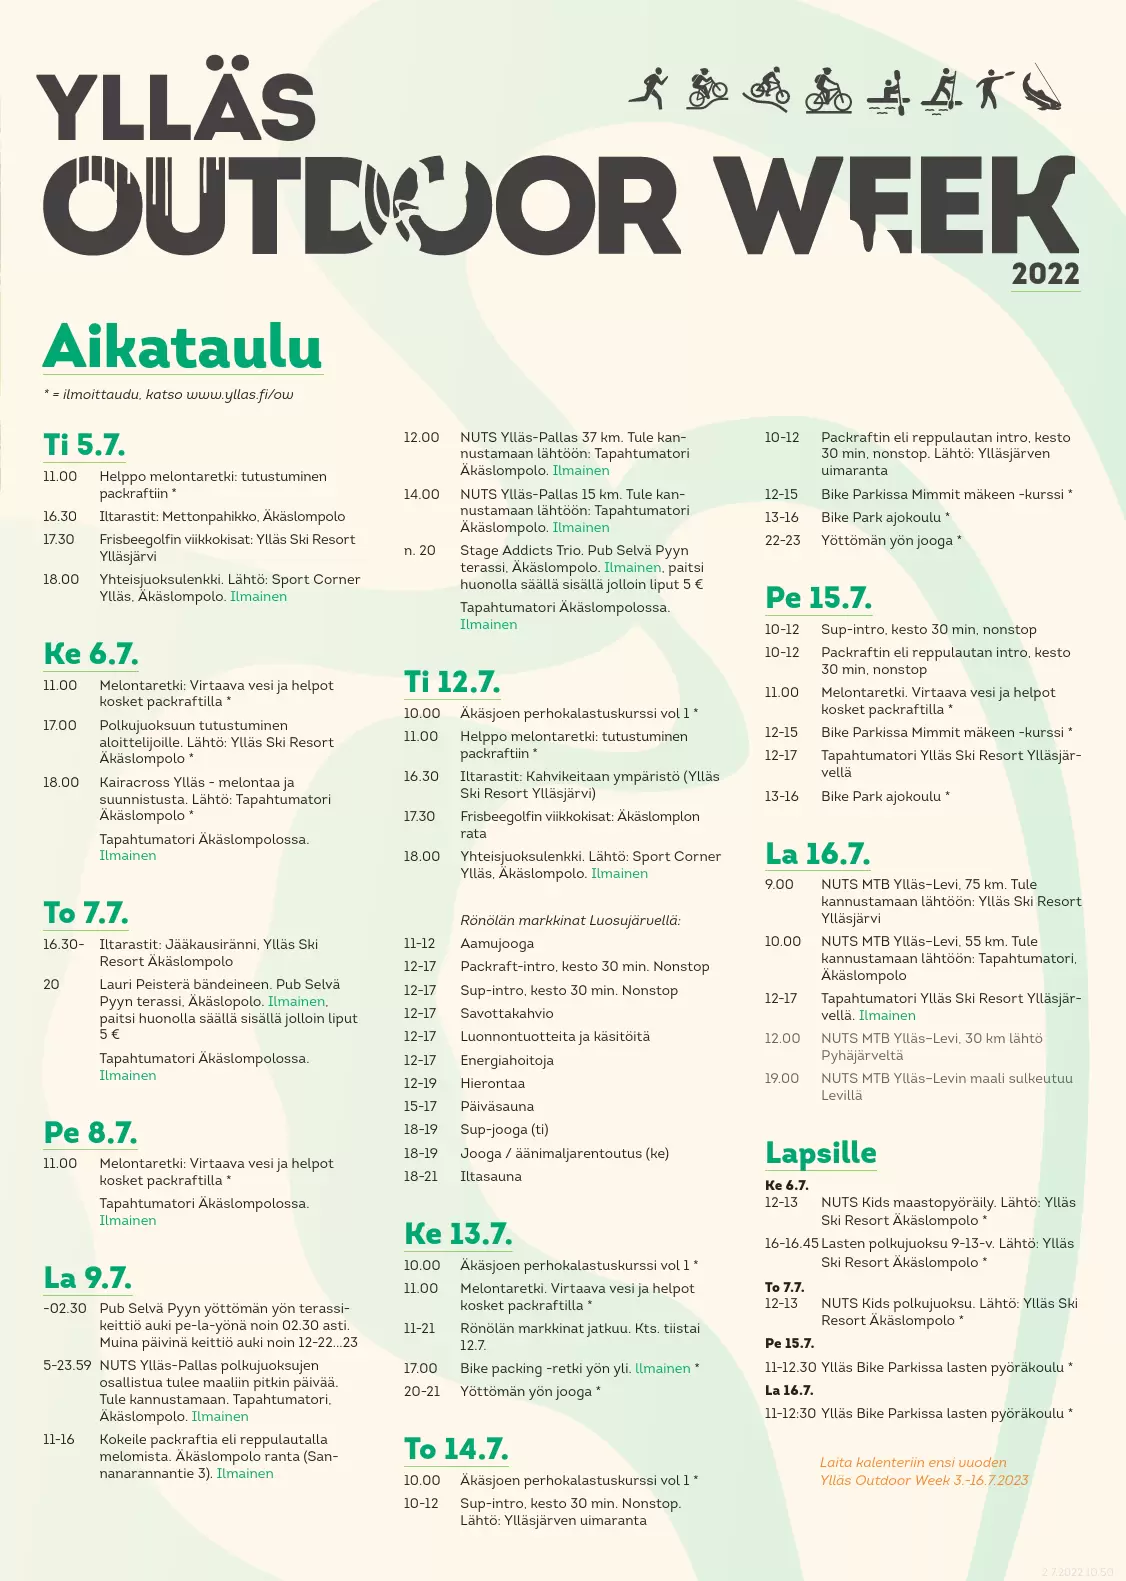 YLLÄS
OUTDOOR WEEK
2022
Aikataulu
* = ilmoittaudu, katso www.yllas.fi/ow
Ti 5.7.
11.00 Helppo melontaretki: tutustuminen
packraftiin *
16.30 Iltarastit: Mettonpahikko, Äkäslompolo
17.30 Frisbeegolfin viikkokisat: Ylläs Ski Resort
Ylläsjärvi
18.00 Yhteisjuoksulenkki. Lähtö: Sport Corner
Ylläs, Äkäslompolo. Ilmainen
Ke 6.7.
11.00 Melontaretki: Virtaava vesi ja helpot
kosket packraftilla *
17.00 Polkujuoksuun tutustuminen
aloittelijoille. Lähtö: Ylläs Ski Resort
Äkäslompolo *
18.00 Kairacross Ylläs - melontaa ja
suunnistusta. Lähtö: Tapahtumatori
Äkäslompolo *
Tapahtumatori Äkäslompolossa.
Ilmainen
To 7.7.
16.30- Iltarastit: Jääkausiränni, Ylläs Ski
Resort Äkäslompolo
20 Lauri Peisterä bändeineen. Pub Selvä
Pyyn terassi, Äkäslopolo. Ilmainen,
paitsi huonolla säällä sisällä jolloin liput
5 €
Tapahtumatori Äkäslompolossa.
Ilmainen
Pe 8.7.
11.00 Melontaretki: Virtaava vesi ja helpot
kosket packraftilla *
Tapahtumatori Äkäslompolossa.
Ilmainen
La 9.7.
-02.30 Pub Selvä Pyyn yöttömän yön terassi-
keittiö auki pe-la-yönä noin 02.30 asti.
Muina päivinä keittiö auki noin 12-22...23
5-23.59 NUTS Ylläs-Pallas polkujuoksujen
osallistua tulee maaliin pitkin päivää.
Tule kannustamaan. Tapahtumatori,
Äkäslompolo. Ilmainen
11-16 Kokeile packraftia eli reppulautalla
melomista. Äkäslompolo ranta (San-
nanarannantie 3). Ilmainen
12.00 NUTS Ylläs-Pallas 37 km. Tule kan-
nustamaan lähtöön: Tapahtumatori
Äkäslompolo. Ilmainen
14.00 NUTS Ylläs-Pallas 15 km. Tule kan-
nustamaan lähtöön: Tapahtumatori
Äkäslompolo. Ilmainen
n. 20 Stage Addicts Trio. Pub Selvä Pyyn
terassi, Äkäslompolo. Ilmainen, paitsi
huonolla säällä sisällä jolloin liput 5 €
Tapahtumatori Äkäslompolossa.
Ilmainen
Ti 12.7.
10.00 Äkäsjoen perhokalastuskurssi vol 1 *
11.00 Helppo melontaretki: tutustuminen
packraftiin *
16.30 Iltarastit: Kahvikeitaan ympäristö (Ylläs
Ski Resort Ylläsjärvi)
17.30 Frisbeegolfin viikkokisat: Äkäslomplon
rata
18.00 Yhteisjuoksulenkki. Lähtö: Sport Corner
Ylläs, Äkäslompolo. Ilmainen
Rönölän markkinat Luosujärvellä:
11-12 Aamujooga
12-17 Packraft-intro, kesto 30 min. Nonstop
12-17 Sup-intro, kesto 30 min. Nonstop
12-17 Savottakahvio
12-17 Luonnontuotteita ja käsitöitä
12-17 Energiahoitoja
12-19 Hierontaa
15-17 Päiväsauna
18-19 Sup-jooga (ti)
18-19 Jooga / äänimaljarentoutus (ke)
18-21 Iltasauna
Ke 13.7.
10.00 Äkäsjoen perhokalastuskurssi vol 1 *
11.00 Melontaretki. Virtaava vesi ja helpot
kosket packraftilla *
11-21 Rönölän markkinat jatkuu. Kts. tiistai
12.7.
17.00 Bike packing -retki yön yli. llmainen *
20-21 Yöttömän yön jooga *
To 14.7.
10.00 Äkäsjoen perhokalastuskurssi vol 1 *
10-12 Sup-intro, kesto 30 min. Nonstop.
Lähtö: Ylläsjärven uimaranta
10-12 Packraftin eli reppulautan intro, kesto
30 min, nonstop. Lähtö: Ylläsjärven
uimaranta
12-15 Bike Parkissa Mimmit mäkeen -kurssi *
13-16 Bike Park ajokoulu *
22-23 Yöttömän yön jooga *
Pe 15.7.
10-12 Sup-intro, kesto 30 min, nonstop
10-12 Packraftin eli reppulautan intro, kesto
30 min, nonstop
11.00 Melontaretki. Virtaava vesi ja helpot
kosket packraftilla *
12-15 Bike Parkissa Mimmit mäkeen -kurssi *
12-17 Tapahtumatori Ylläs Ski Resort Ylläsjär-
vellä
13-16 Bike Park ajokoulu *
La 16.7.
9.00 NUTS MTB Ylläs–Levi, 75 km. Tule
kannustamaan lähtöön: Ylläs Ski Resort
Ylläsjärvi
10.00 NUTS MTB Ylläs–Levi, 55 km. Tule
kannustamaan lähtöön: Tapahtumatori,
Äkäslompolo
12-17 Tapahtumatori Ylläs Ski Resort Ylläsjär-
vellä. Ilmainen
12.00 NUTS MTB Ylläs–Levi, 30 km lähtö
Pyhäjärveltä
19.00 NUTS MTB Ylläs–Levin maali sulkeutuu
Levillä
Lapsille
Ke 6.7.
12-13 NUTS Kids maastopyöräily. Lähtö: Ylläs
Ski Resort Äkäslompolo *
16-16.45 Lasten polkujuoksu 9-13-v. Lähtö: Ylläs
Ski Resort Äkäslompolo *
To 7.7.
12-13 NUTS Kids polkujuoksu. Lähtö: Ylläs Ski
Resort Äkäslompolo *
Pe 15.7.
11-12.30 Ylläs Bike Parkissa lasten pyöräkoulu *
La 16.7.
11-12:30 Ylläs Bike Parkissa lasten pyöräkoulu *
Laita kalenteriin ensi vuoden
Ylläs Outdoor Week 3.-16.7.2023
2.7.2022 10.50